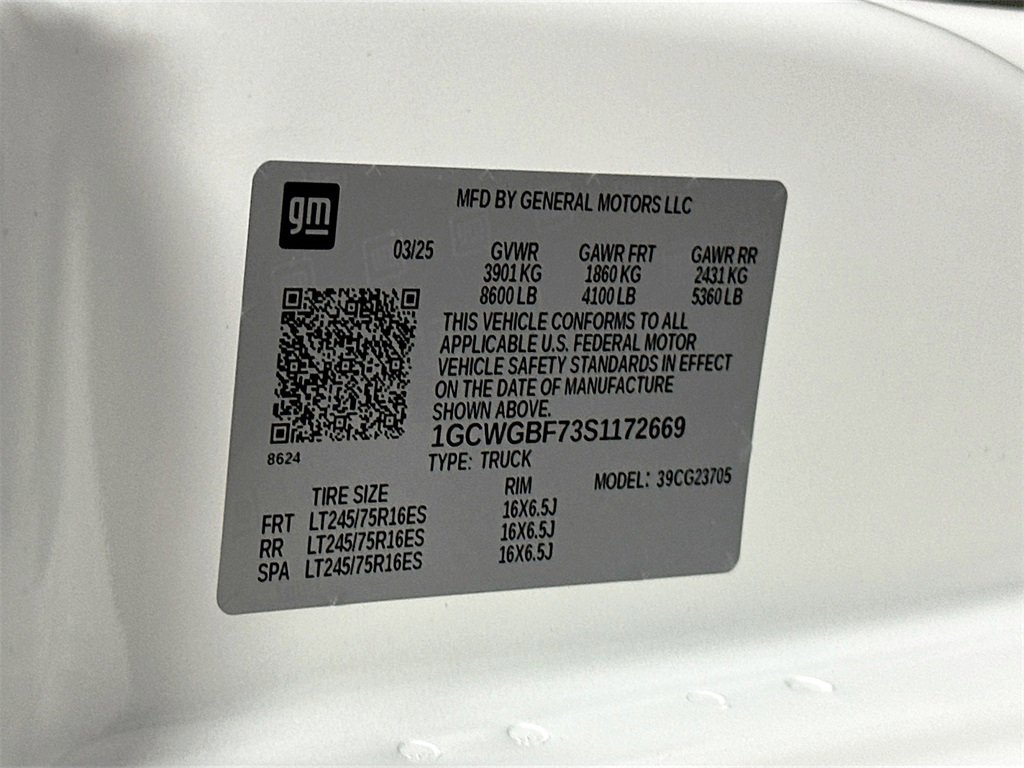 gm
MFD BY GENERAL MOTORS LLC
03/25 GVWR GAWR FRT GAWR RR
3901 KG 1860 KG 2431 KG
8600 LB 4100 LB 5360 LB
THIS VEHICLE CONFORMS TO ALL
APPLICABLE U.S. FEDERAL MOTOR
VEHICLE SAFETY STANDARDS IN EFFECT
ON THE DATE OF MANUFACTURE
SHOWN ABOVE.
1GCWGBF73S1172669
8624
TYPE: TRUCK
MODEL: 39CG23705
TIRE SIZE RIM
FRT LT245/75R16ES 16X6.5J
RR LT245/75R16ES 16X6.5J
SPA LT245/75R16ES 16X6.5J